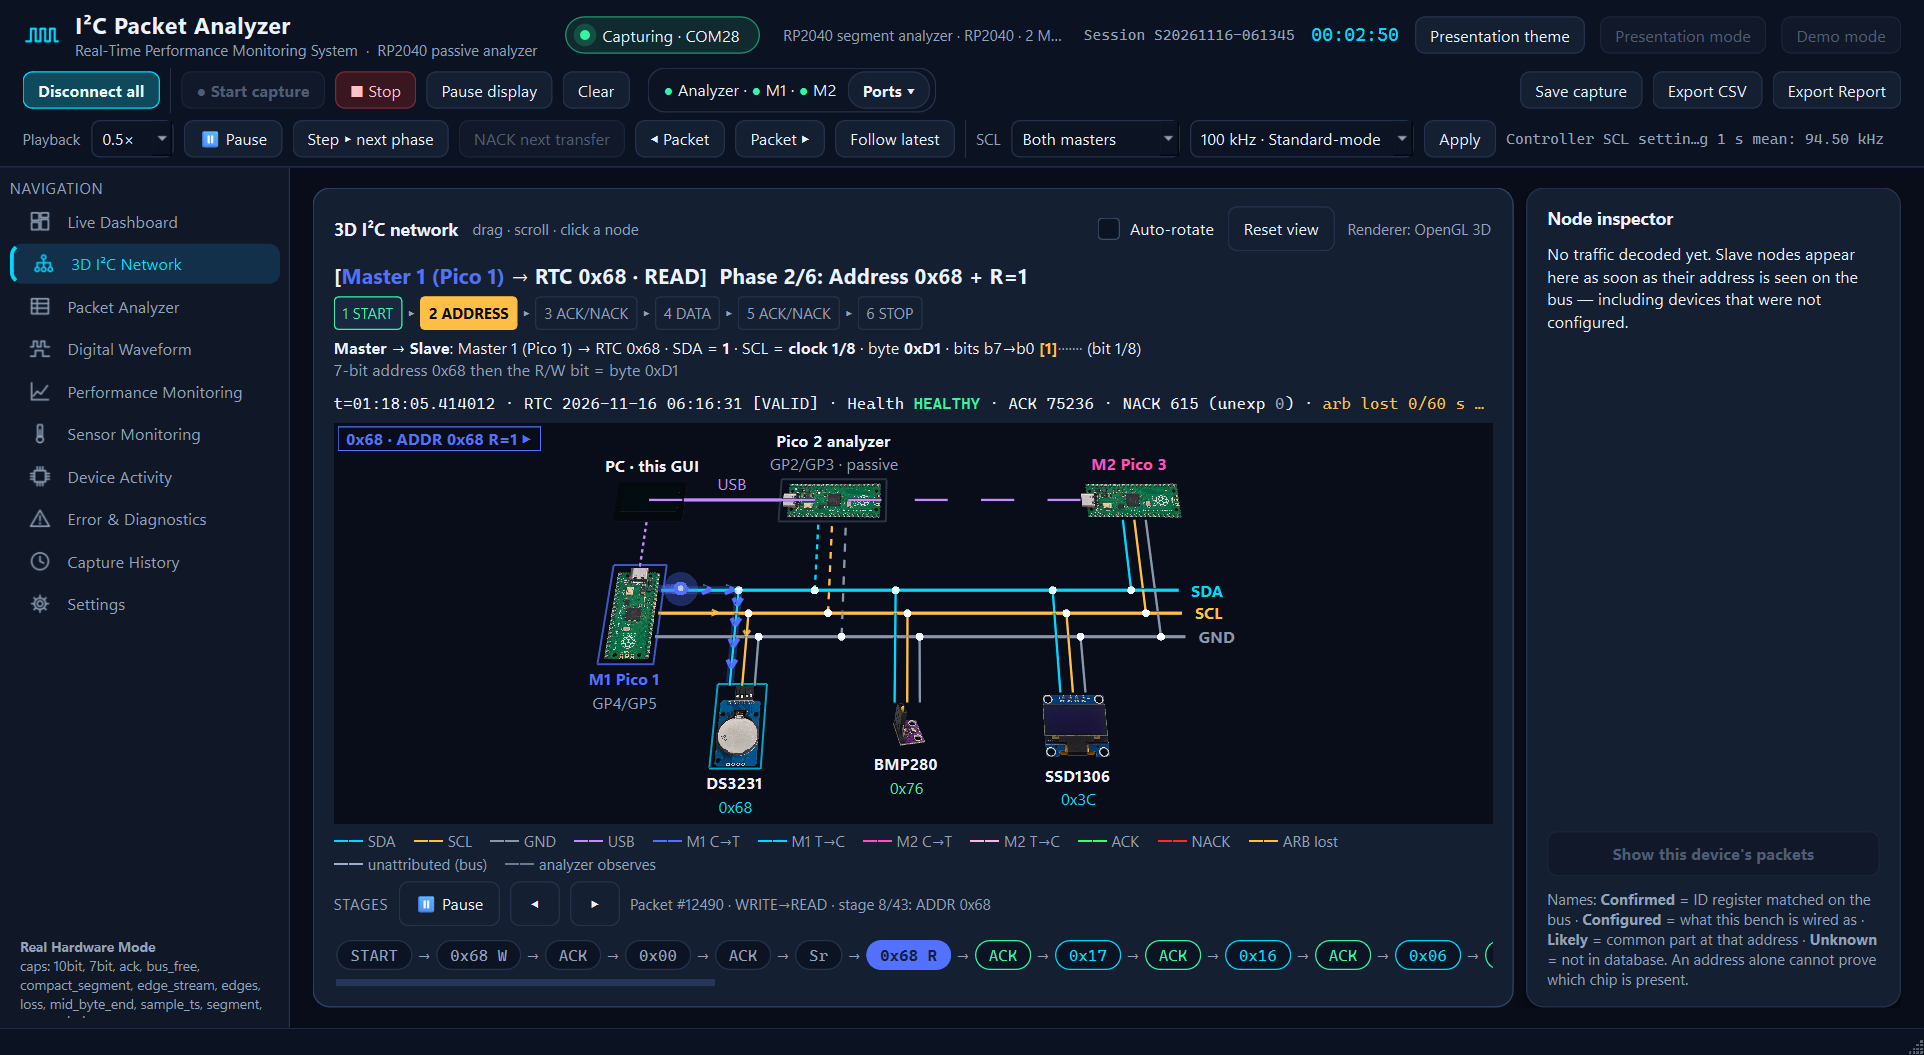 I²C Packet Analyzer
Real-Time Performance Monitoring System · RP2040 passive analyzer
Capturing · COM28
RP2040 segment analyzer · RP2040 · 2 M…
Session S20261116-061345
00:02:50
Presentation theme
Presentation mode
Demo mode
Disconnect all
● Start capture
■ Stop
Pause display
Clear
● Analyzer · ● M1 · ● M2
Ports ▾
Save capture
Export CSV
Export Report
Playback
0.5×
⏸ Pause
Step ▸ next phase
NACK next transfer
◂ Packet
Packet ▸
Follow latest
SCL
Both masters
100 kHz · Standard-mode
Apply
Controller SCL settin…g 1 s mean: 94.50 kHz
NAVIGATION
Live Dashboard
3D I²C Network
Packet Analyzer
Digital Waveform
Performance Monitoring
Sensor Monitoring
Device Activity
Error & Diagnostics
Capture History
Settings
Real Hardware Mode
caps: 10bit, 7bit, ack, bus_free,
compact_segment, edge_stream, edges,
loss, mid_byte_end, sample_ts, segment,
3D I²C network
drag · scroll · click a node
Auto-rotate
Reset view
Renderer: OpenGL 3D
[Master 1 (Pico 1) → RTC 0x68 · READ] Phase 2/6: Address 0x68 + R=1
1 START ▸ 2 ADDRESS ▸ 3 ACK/NACK ▸ 4 DATA ▸ 5 ACK/NACK ▸ 6 STOP
Master → Slave: Master 1 (Pico 1) → RTC 0x68 · SDA = 1 · SCL = clock 1/8 · byte 0xD1 · bits b7→b0 [1]······· (bit 1/8)
7-bit address 0x68 then the R/W bit = byte 0xD1
t=01:18:05.414012 · RTC 2026-11-16 06:16:31 [VALID] · Health HEALTHY · ACK 75236 · NACK 615 (unexp 0) · arb lost 0/60 s …
0x68 · ADDR 0x68 R=1 ▸
Pico 2 analyzer
GP2/GP3 · passive
PC · this GUI
USB
M2 Pico 3
SDA
SCL
GND
M1 Pico 1
GP4/GP5
DS3231
0x68
BMP280
0x76
SSD1306
0x3C
SDA SCL GND USB M1 C→T M1 T→C M2 C→T M2 T→C ACK NACK ARB lost
unattributed (bus) analyzer observes
STAGES
⏸ Pause
◂
▸
Packet #12490 · WRITE→READ · stage 8/43: ADDR 0x68
START → 0x68 W → ACK → 0x00 → ACK → Sr → 0x68 R → ACK → 0x17 → ACK → 0x16 → ACK → 0x06 →
Node inspector
No traffic decoded yet. Slave nodes appear
here as soon as their address is seen on the
bus — including devices that were not
configured.
Show this device's packets
Names: Confirmed = ID register matched on the
bus · Configured = what this bench is wired as ·
Likely = common part at that address · Unknown
= not in database. An address alone cannot prove
which chip is present.